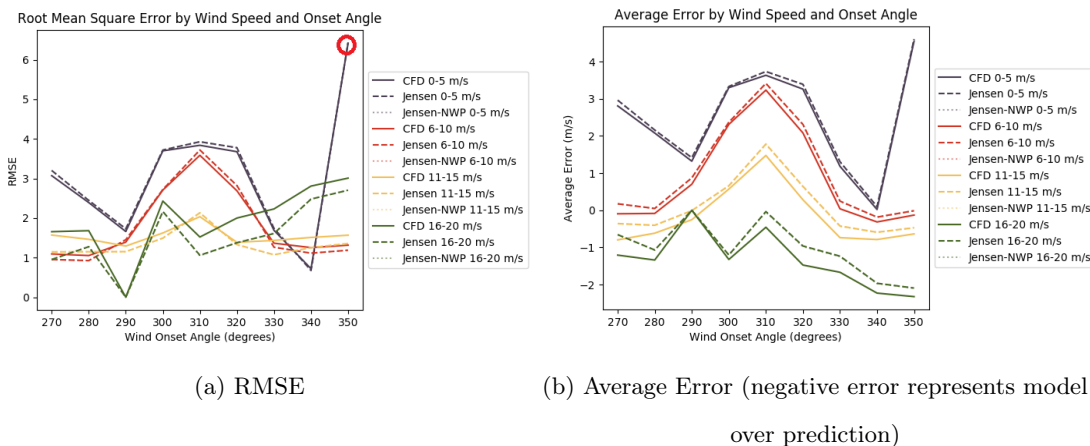 Root Mean Square Error by Wind Speed and Onset Angle
RMSE
6
5
4
3
2
1
0
270 280 290 300 310 320 330 340 350
Wind Onset Angle (degrees)
CFD 0-5 m/s
Jensen 0-5 m/s
Jensen-NWP 0-5 m/s
CFD 6-10 m/s
Jensen 6-10 m/s
Jensen-NWP 6-10 m/s
CFD 11-15 m/s
Jensen 11-15 m/s
Jensen-NWP 11-15 m/s
CFD 16-20 m/s
Jensen 16-20 m/s
Jensen-NWP 16-20 m/s
(a) RMSE
Average Error by Wind Speed and Onset Angle
Average Error (m/s)
4
3
2
1
0
−1
−2
270 280 290 300 310 320 330 340 350
Wind Onset Angle (degrees)
CFD 0-5 m/s
Jensen 0-5 m/s
Jensen-NWP 0-5 m/s
CFD 6-10 m/s
Jensen 6-10 m/s
Jensen-NWP 6-10 m/s
CFD 11-15 m/s
Jensen 11-15 m/s
Jensen-NWP 11-15 m/s
CFD 16-20 m/s
Jensen 16-20 m/s
Jensen-NWP 16-20 m/s
(b) Average Error (negative error represents model
over prediction)